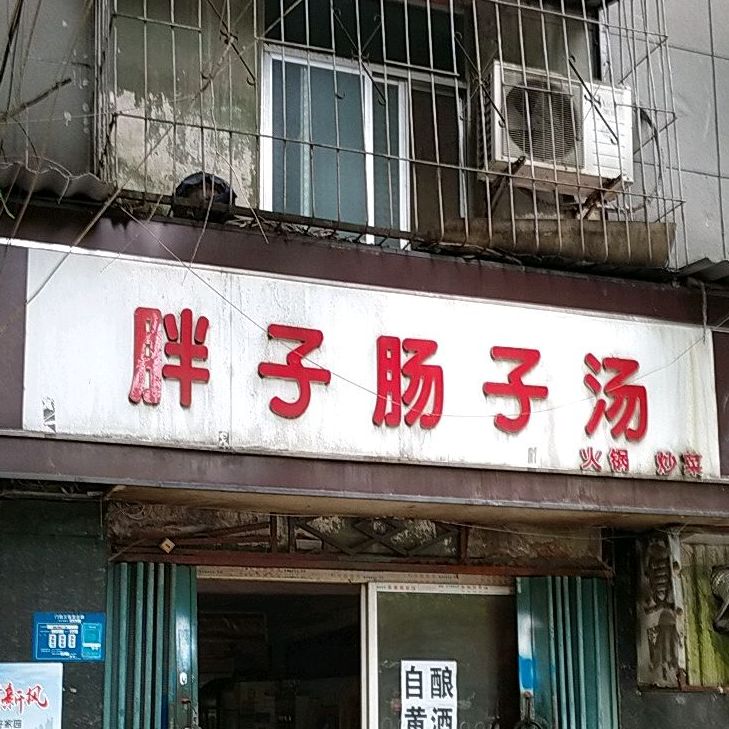 胖子肠子汤
火锅 炒菜
自酿
黄酒
新风